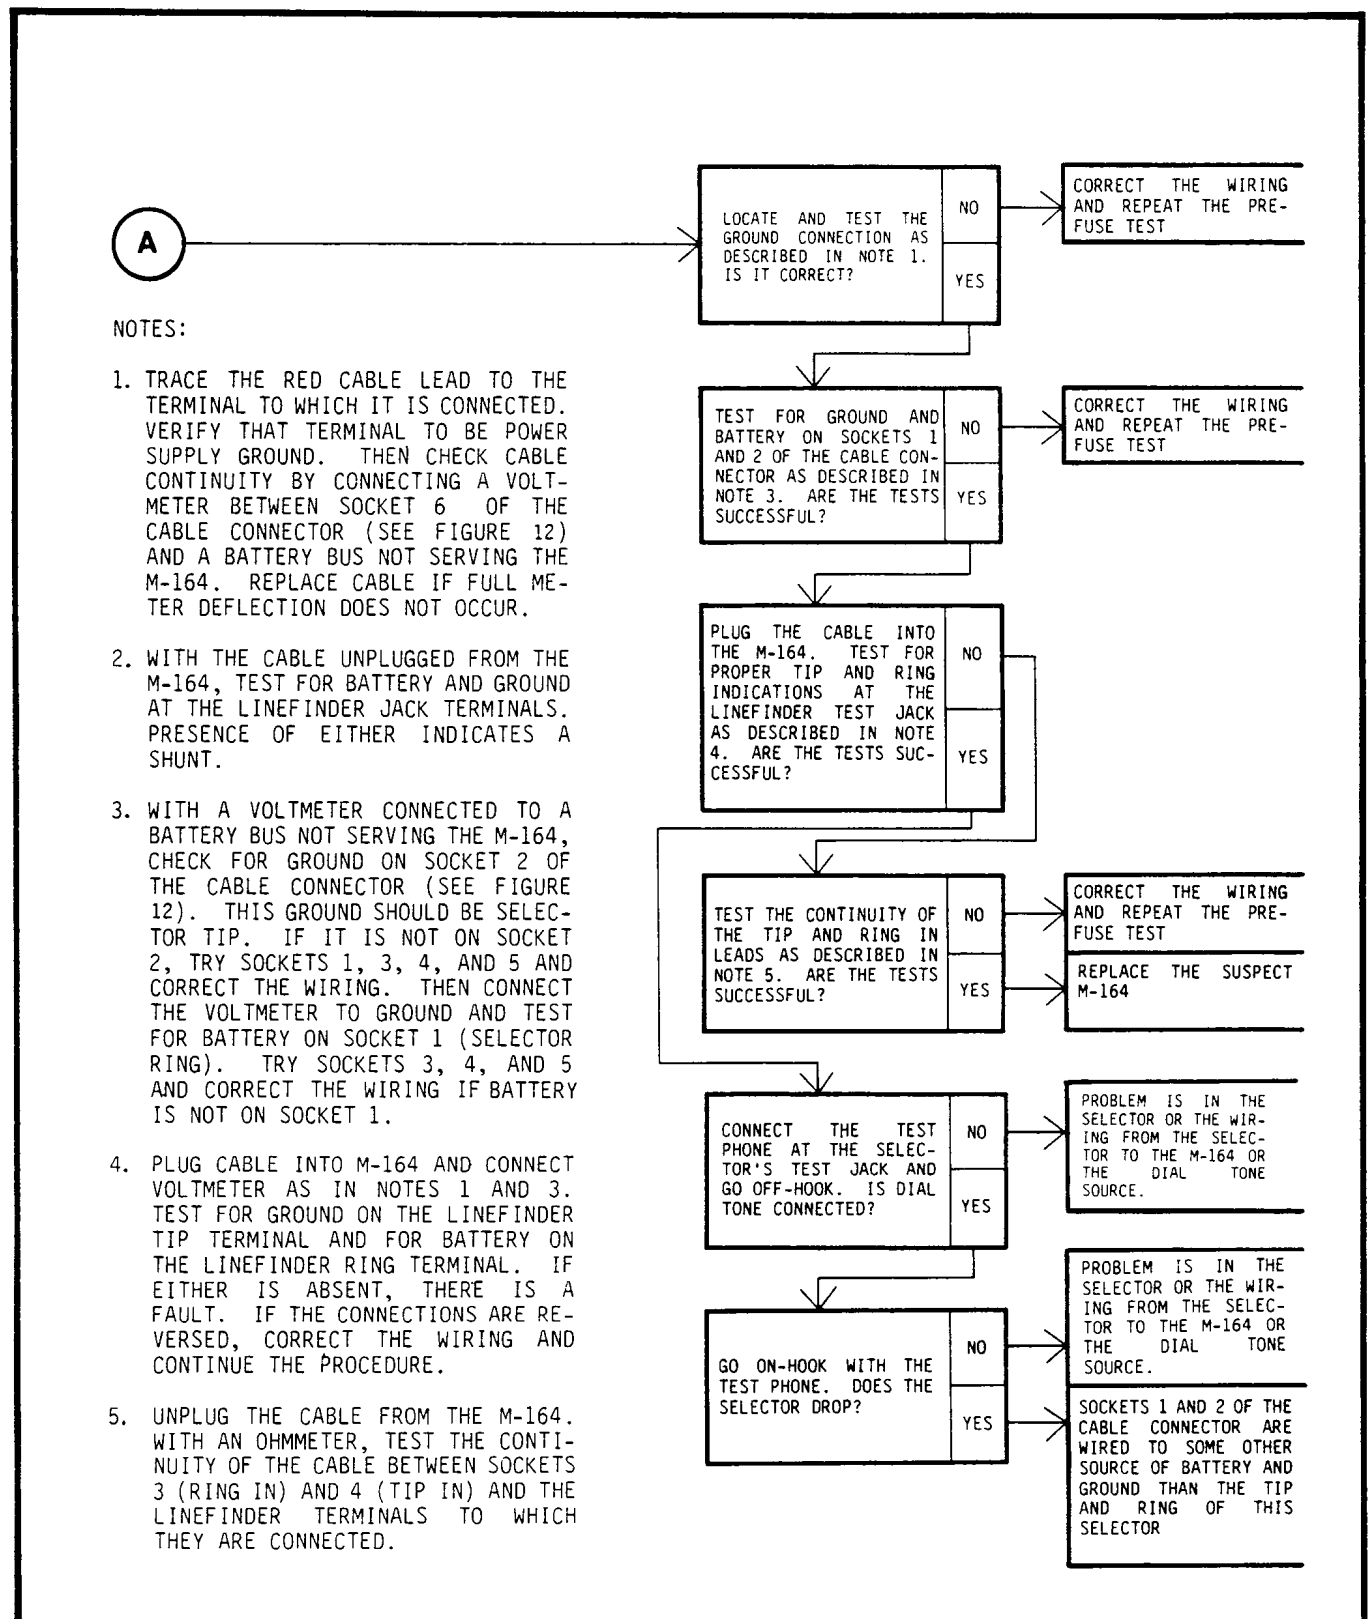 A
NOTES:
1. TRACE THE RED CABLE LEAD TO THE
TERMINAL TO WHICH IT IS CONNECTED.
VERIFY THAT TERMINAL TO BE POWER
SUPPLY GROUND. THEN CHECK CABLE
CONTINUITY BY CONNECTING A VOLT-
METER BETWEEN SOCKET 6 OF THE
CABLE CONNECTOR (SEE FIGURE 12)
AND A BATTERY BUS NOT SERVING THE
M-164. REPLACE CABLE IF FULL ME-
TER DEFLECTION DOES NOT OCCUR.
2. WITH THE CABLE UNPLUGGED FROM THE
M-164, TEST FOR BATTERY AND GROUND
AT THE LINEFINDER JACK TERMINALS.
PRESENCE OF EITHER INDICATES A
SHUNT.
3. WITH A VOLTMETER CONNECTED TO A
BATTERY BUS NOT SERVING THE M-164,
CHECK FOR GROUND ON SOCKET 2 OF
THE CABLE CONNECTOR (SEE FIGURE
12). THIS GROUND SHOULD BE SELEC-
TOR TIP. IF IT IS NOT ON SOCKET
2, TRY SOCKETS 1, 3, 4, AND 5 AND
CORRECT THE WIRING. THEN CONNECT
THE VOLTMETER TO GROUND AND TEST
FOR BATTERY ON SOCKET 1 (SELECTOR
RING). TRY SOCKETS 3, 4, AND 5
AND CORRECT THE WIRING IF BATTERY
IS NOT ON SOCKET 1.
4. PLUG CABLE INTO M-164 AND CONNECT
VOLTMETER AS IN NOTES 1 AND 3.
TEST FOR GROUND ON THE LINEFINDER
TIP TERMINAL AND FOR BATTERY ON
THE LINEFINDER RING TERMINAL. IF
EITHER IS ABSENT, THERE IS A
FAULT. IF THE CONNECTIONS ARE RE-
VERSED, CORRECT THE WIRING AND
CONTINUE THE PROCEDURE.
5. UNPLUG THE CABLE FROM THE M-164.
WITH AN OHMMETER, TEST THE CONTI-
NUITY OF THE CABLE BETWEEN SOCKETS
3 (RING IN) AND 4 (TIP IN) AND THE
LINEFINDER TERMINALS TO WHICH
THEY ARE CONNECTED.
LOCATE AND TEST THE
GROUND CONNECTION AS
DESCRIBED IN NOTE 1.
IS IT CORRECT?
NO
YES
CORRECT THE WIRING
AND REPEAT THE PRE-
FUSE TEST
TEST FOR GROUND AND
BATTERY ON SOCKETS 1
AND 2 OF THE CABLE CON-
NECTOR AS DESCRIBED IN
NOTE 3. ARE THE TESTS
SUCCESSFUL?
NO
YES
CORRECT THE WIRING
AND REPEAT THE PRE-
FUSE TEST
PLUG THE CABLE INTO
THE M-164. TEST FOR
PROPER TIP AND RING
INDICATIONS AT THE
LINEFINDER TEST JACK
AS DESCRIBED IN NOTE
4. ARE THE TESTS SUC-
CESSFUL?
NO
YES
TEST THE CONTINUITY OF
THE TIP AND RING IN
LEADS AS DESCRIBED IN
NOTE 5. ARE THE TESTS
SUCCESSFUL?
NO
YES
CORRECT THE WIRING
AND REPEAT THE PRE-
FUSE TEST
REPLACE THE SUSPECT
M-164
CONNECT THE TEST
PHONE AT THE SELEC-
TOR'S TEST JACK AND
GO OFF-HOOK. IS DIAL
TONE CONNECTED?
NO
YES
PROBLEM IS IN THE
SELECTOR OR THE WIR-
ING FROM THE SELEC-
TOR TO THE M-164 OR
THE DIAL TONE
SOURCE.
GO ON-HOOK WITH THE
TEST PHONE. DOES THE
SELECTOR DROP?
NO
YES
PROBLEM IS IN THE
SELECTOR OR THE WIR-
ING FROM THE SELEC-
TOR TO THE M-164 OR
THE DIAL TONE
SOURCE.
SOCKETS 1 AND 2 OF THE
CABLE CONNECTOR ARE
WIRED TO SOME OTHER
SOURCE OF BATTERY AND
GROUND THAN THE TIP
AND RING OF THIS
SELECTOR